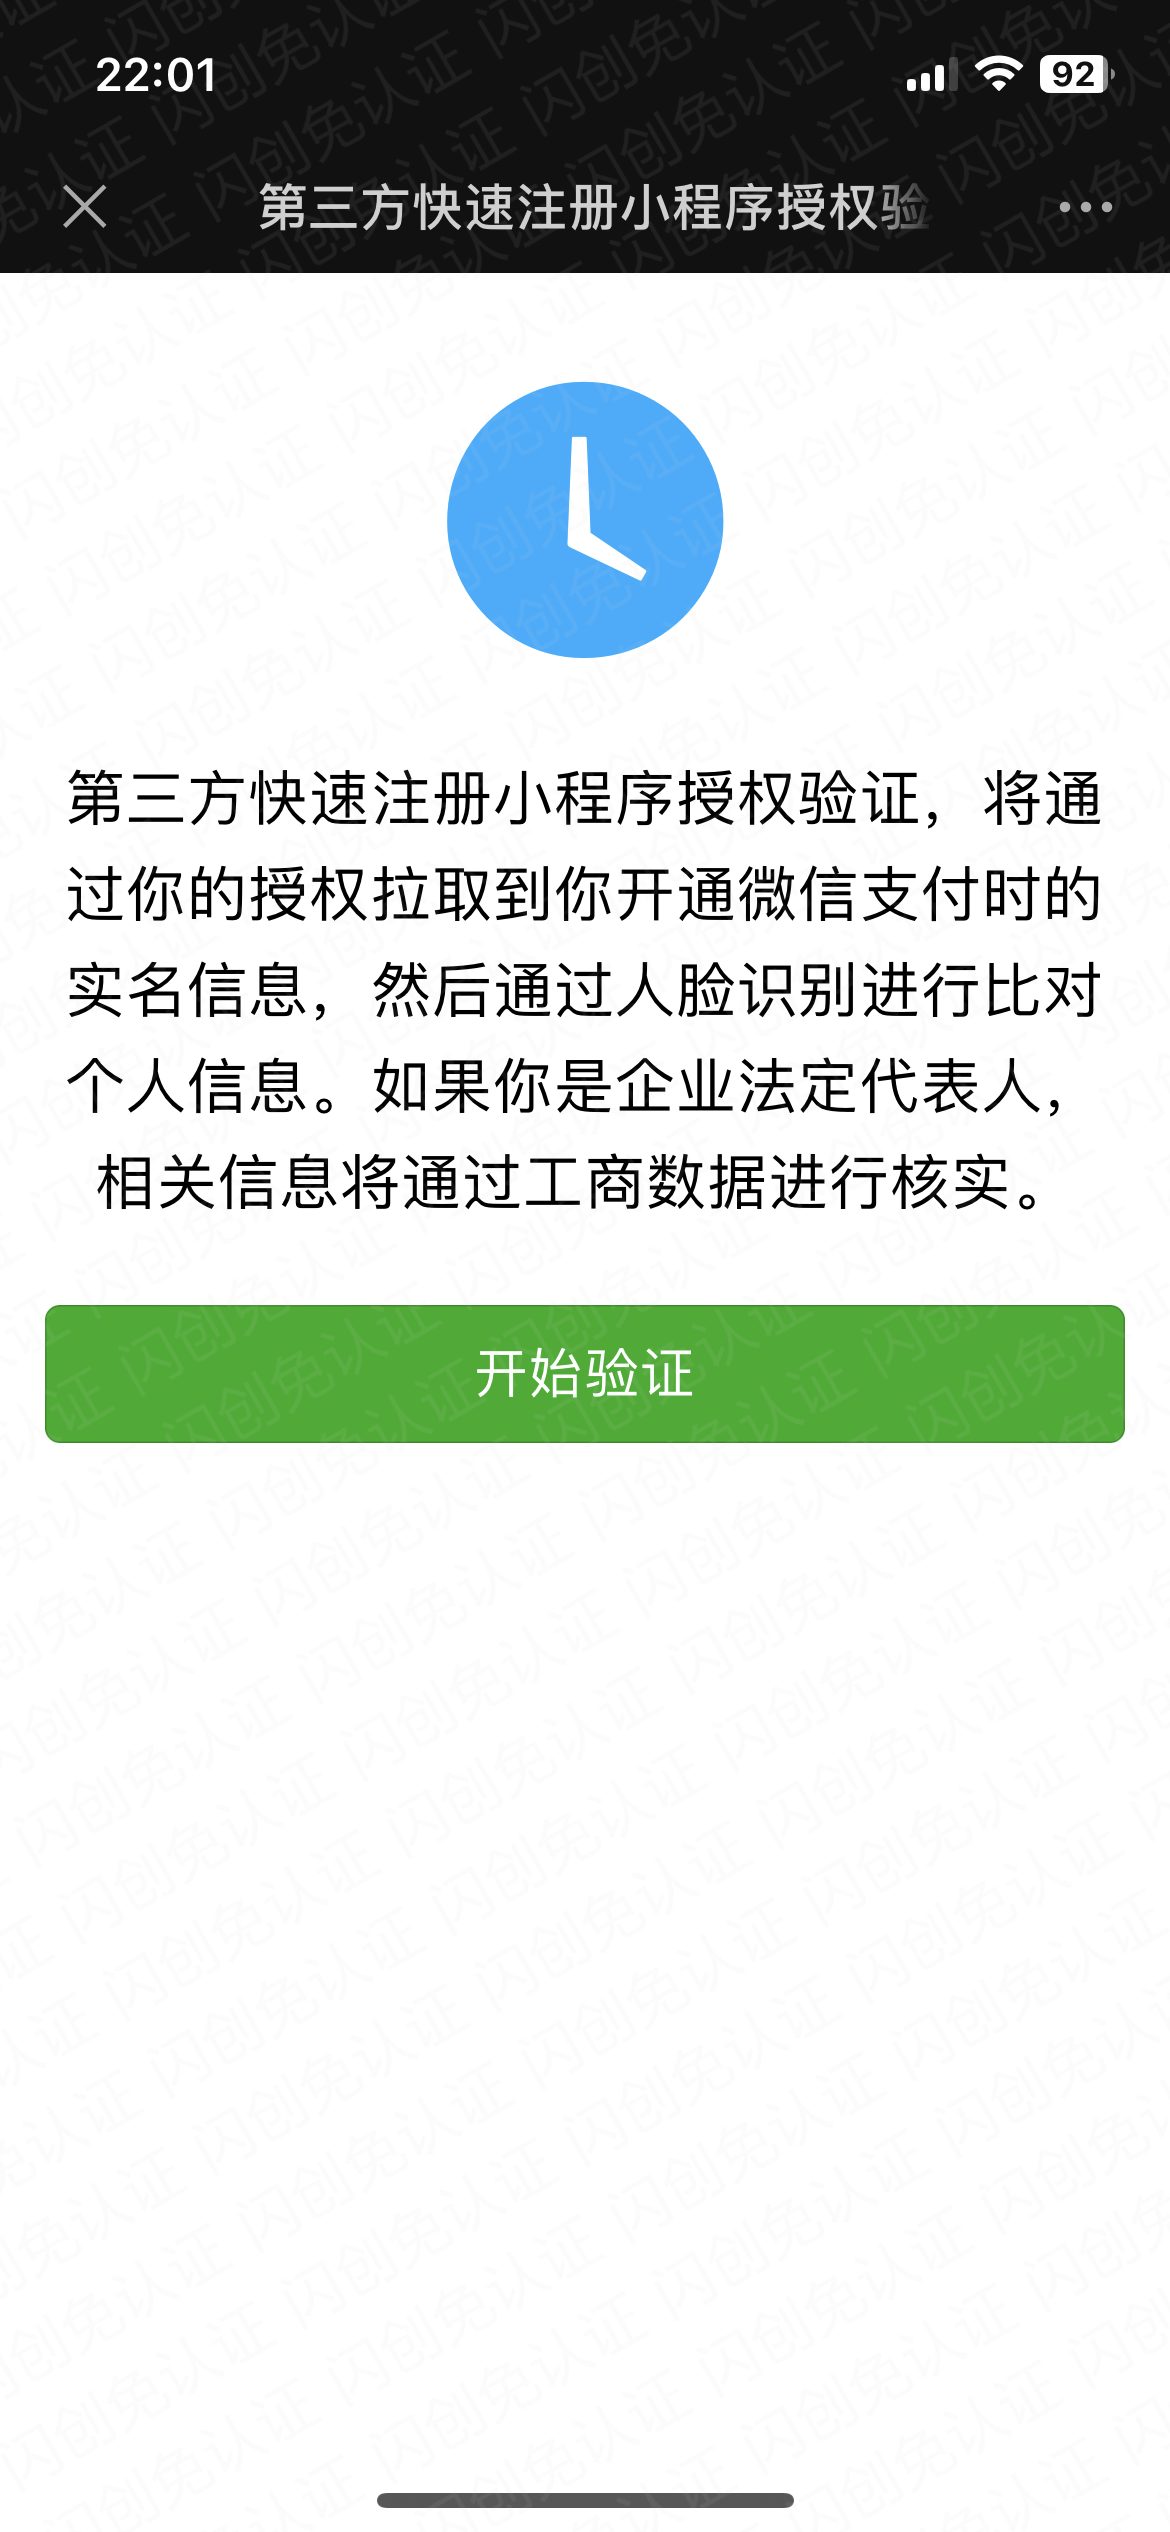 22:01
92
第三方快速注册小程序授权验
第三方快速注册小程序授权验证，将通
过你的授权拉取到你开通微信支付时的
实名信息，然后通过人脸识别进行比对
个人信息。如果你是企业法定代表人，
相关信息将通过工商数据进行核实。
开始验证
闪创免认证